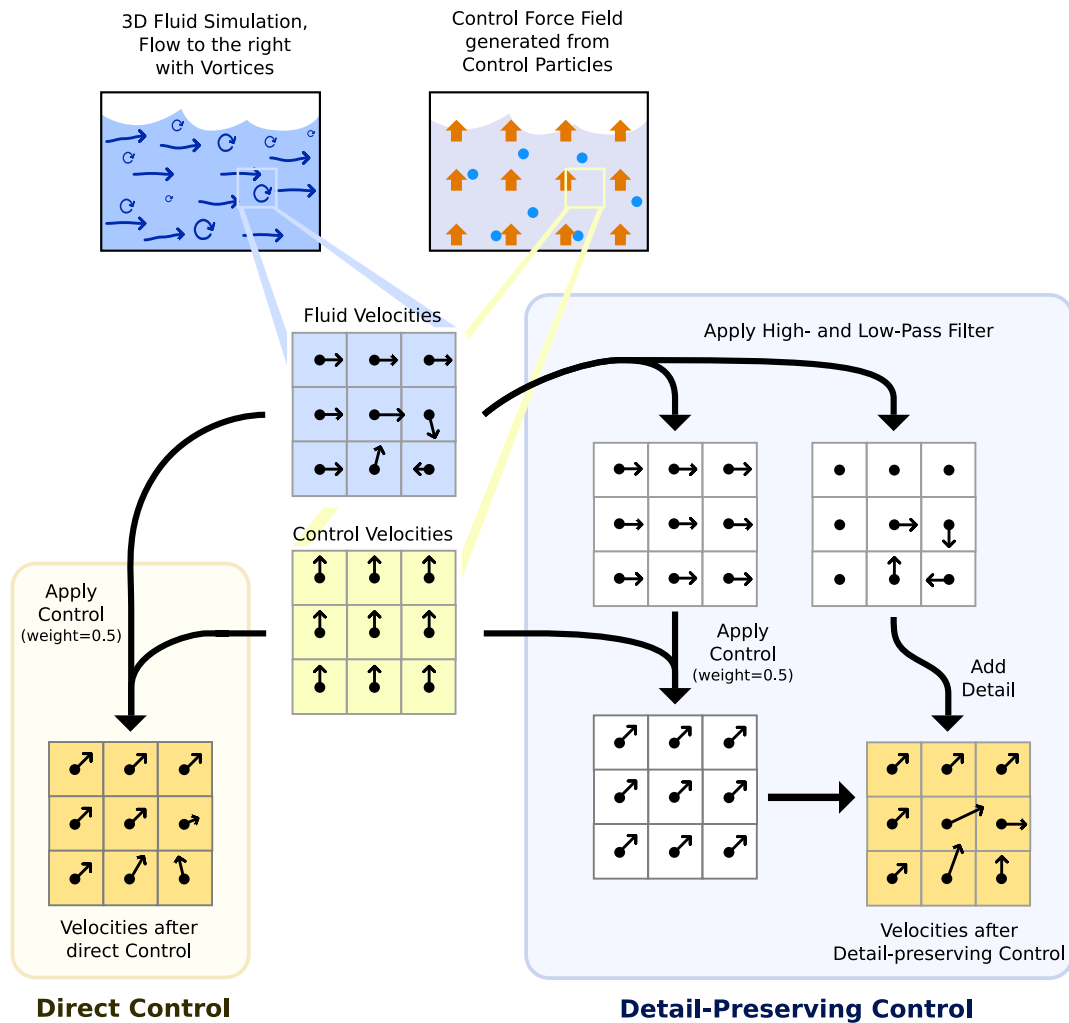 3D Fluid Simulation,
Flow to the right
with Vortices
Control Force Field
generated from
Control Particles
Fluid Velocities
Apply High- and Low-Pass Filter
Control Velocities
Apply
Control
(weight=0.5)
Apply
Control
(weight=0.5)
Add
Detail
Velocities after
direct Control
Velocities after
Detail-preserving Control
Direct Control
Detail-Preserving Control